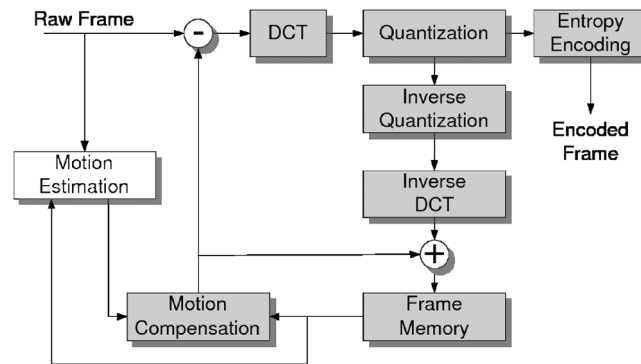 Raw Frame
-
DCT
Quantization
Entropy
Encoding
Inverse
Quantization
Encoded
Frame
Motion
Estimation
Inverse
DCT
+
Motion
Compensation
Frame
Memory